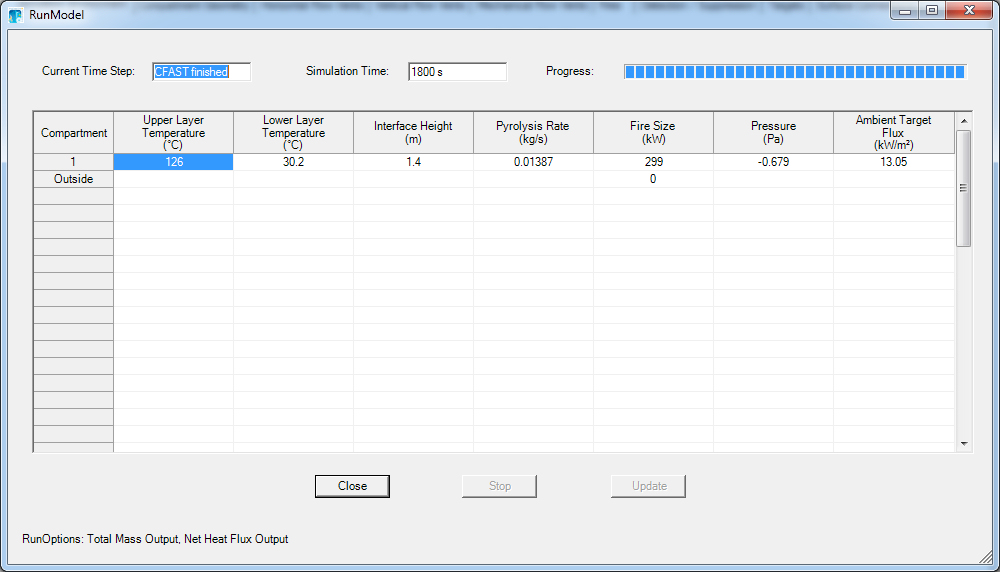 RunModel
Current Time Step: CFAST finished Simulation Time: 1800 s Progress:
Compartment Upper Layer Temperature (°C) Lower Layer Temperature (°C) Interface Height (m) Pyrolysis Rate (kg/s) Fire Size (kW) Pressure (Pa) Ambient Target Flux (kW/m²)
1 126 30.2 1.4 0.01387 299 -0.679 13.05
Outside 0
Close Stop Update
RunOptions: Total Mass Output, Net Heat Flux Output